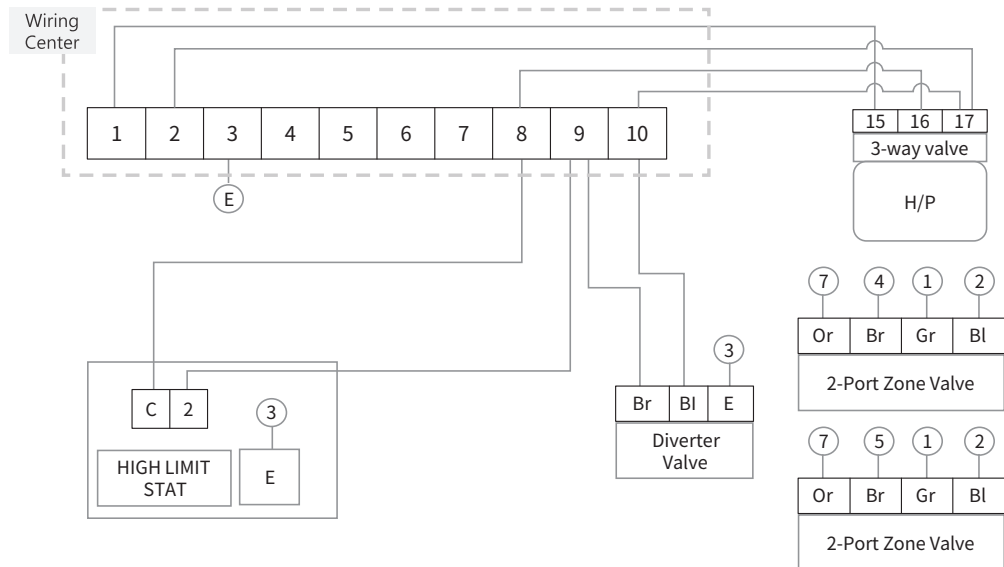 Wiring
Center
1 2 3 4 5 6 7 8 9 10
E
15 16 17
3-way valve
H/P
C 2
3
HIGH LIMIT
STAT
E
3
Br Bl E
Diverter
Valve
7 4 1 2
Or Br Gr Bl
2-Port Zone Valve
7 5 1 2
Or Br Gr Bl
2-Port Zone Valve